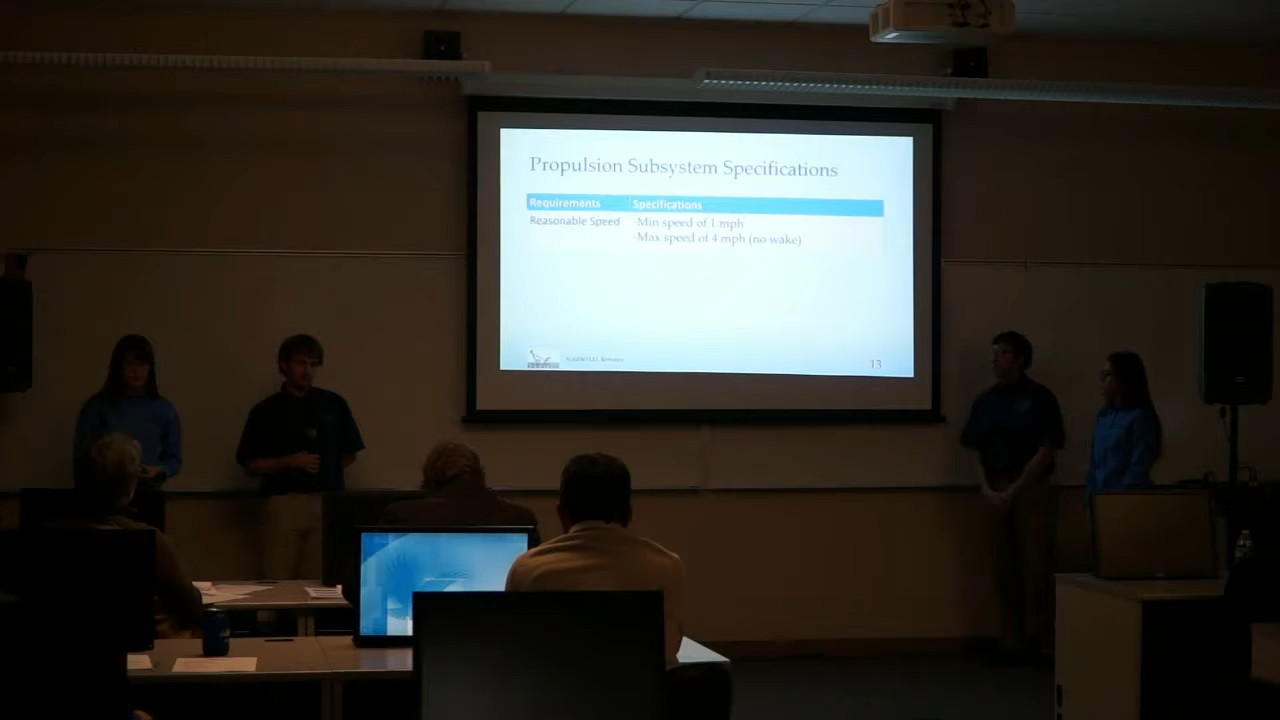 Propulsion Subsystem Specifications
Requirements Specifications
Reasonable Speed -Min speed of 1 mph
-Max speed of 4 mph (no wake)
13